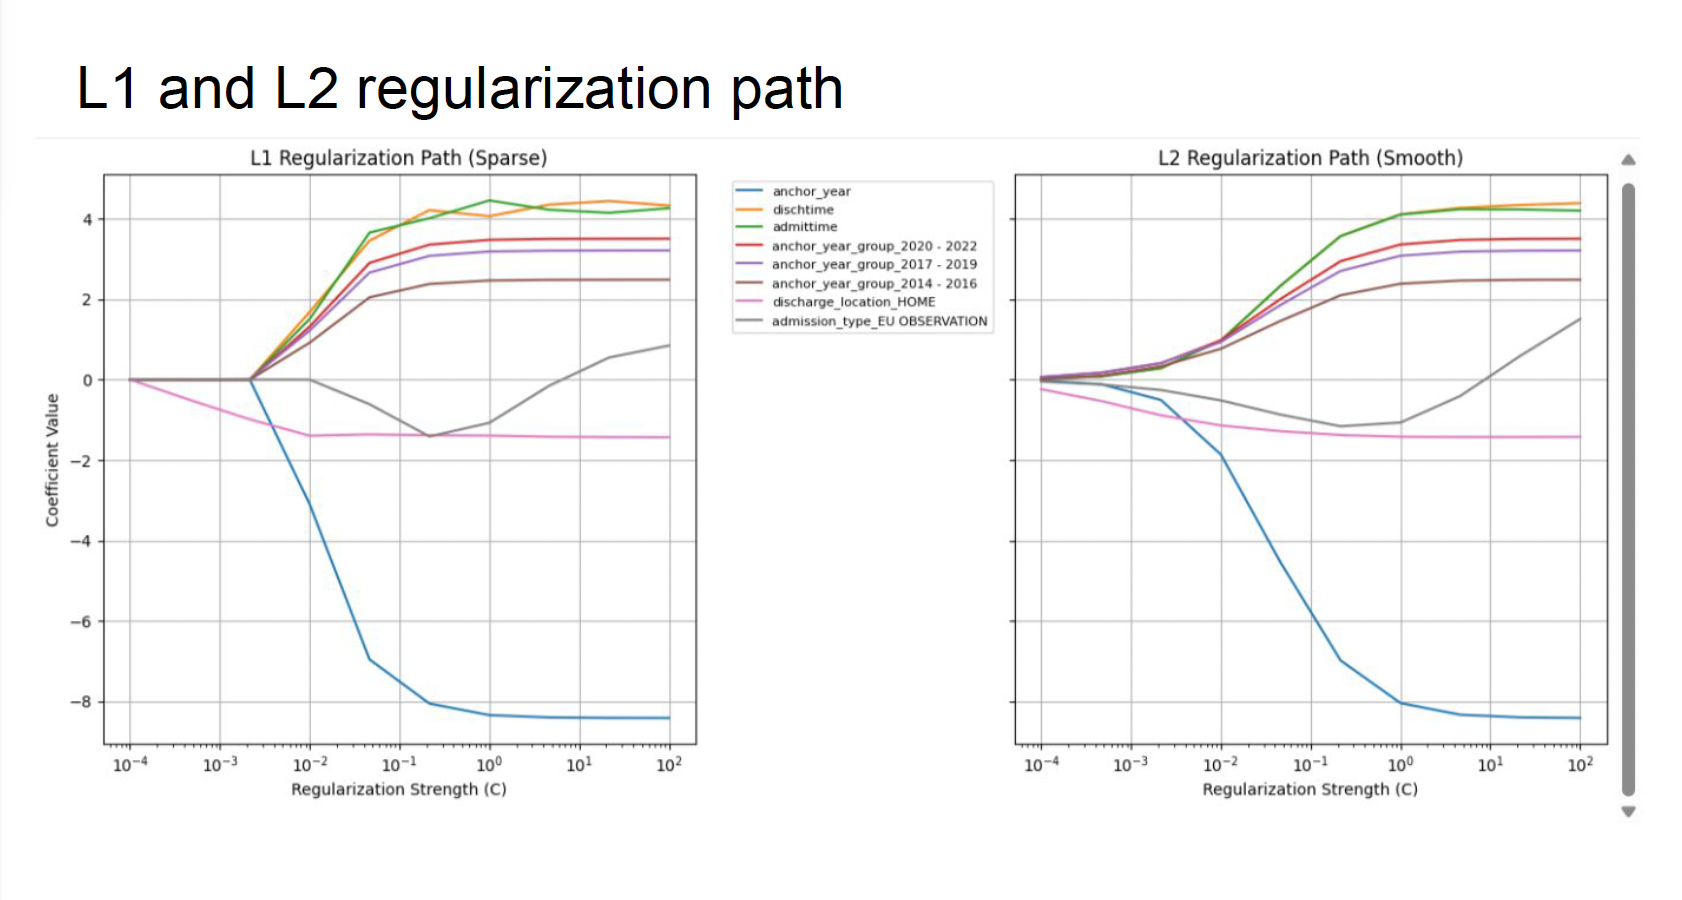 L1 and L2 regularization path
L1 Regularization Path (Sparse)
4
2
0
−2
−4
−6
−8
Coefficient Value
10⁻⁴ 10⁻³ 10⁻² 10⁻¹ 10⁰ 10¹ 10²
Regularization Strength (C)
anchor_year
dischtime
admittime
anchor_year_group_2020 - 2022
anchor_year_group_2017 - 2019
anchor_year_group_2014 - 2016
discharge_location_HOME
admission_type_EU OBSERVATION
L2 Regularization Path (Smooth)
10⁻⁴ 10⁻³ 10⁻² 10⁻¹ 10⁰ 10¹ 10²
Regularization Strength (C)